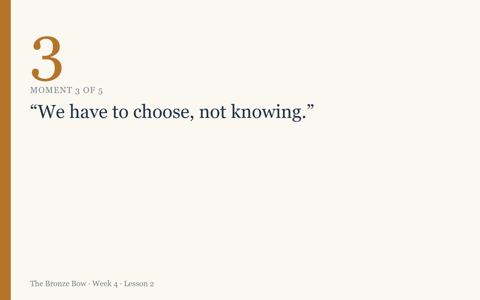 3
MOMENT 3 OF 5
“We have to choose, not knowing.”
The Bronze Bow · Week 4 · Lesson 2